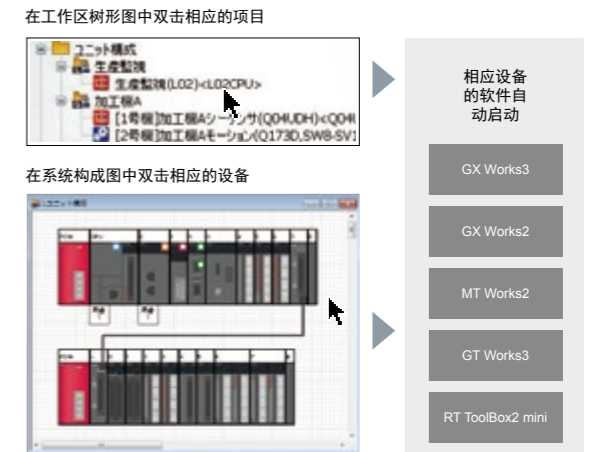 在工作区树形图中双击相应的项目
ユニット構成
生産監視
生産監視(L02)<L02CPU>
加工機A
[1号機]加工機Aシーケンサ(Q04UDH)<Q04U
[2号機]加工機Aモーション(Q173D,SW8-SV1
在系统构成图中双击相应的设备
相应设备
的软件自
动启动
GX Works3
GX Works2
MT Works2
GT Works3
RT ToolBox2 mini